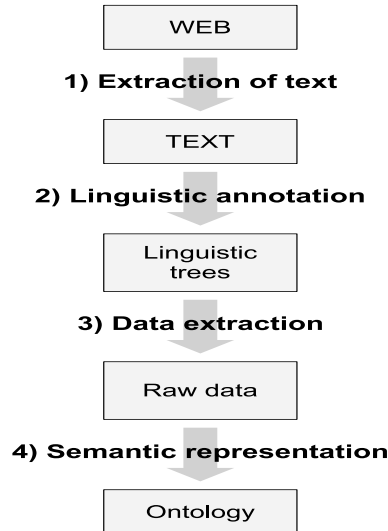 WEB
1) Extraction of text
TEXT
2) Linguistic annotation
Linguistic
trees
3) Data extraction
Raw data
4) Semantic representation
Ontology